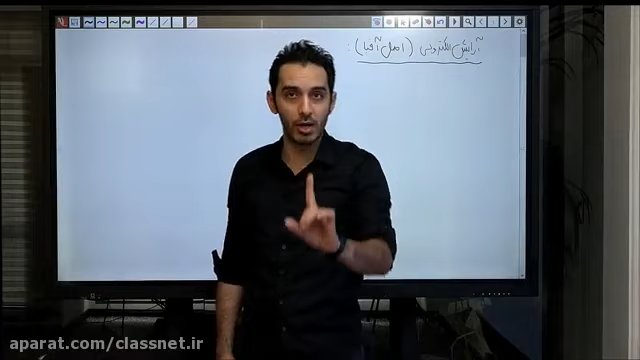 آرایش الکترونی (اصل آفبا):
aparat.com/classnet.ir